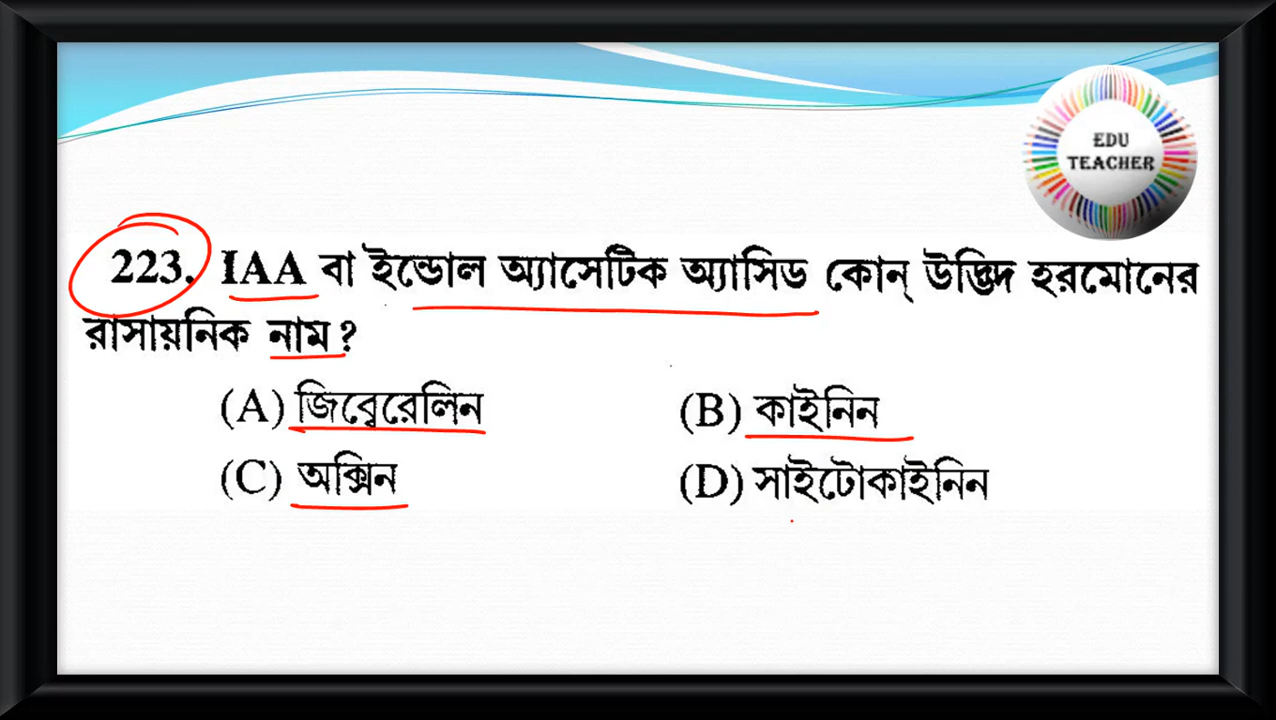 EDU
TEACHER
223. IAA বা ইন্ডোল অ্যাসেটিক অ্যাসিড কোন্ উদ্ভিদ হরমোনের
রাসায়নিক নাম ?
(A) জিব্বেরেলিন (B) কাইনিন
(C) অক্সিন (D) সাইটোকাইনিন